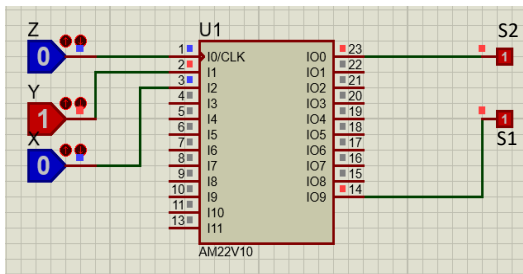 Z
0
Y
1
X
0
U1
1 I0/CLK IO0 23
2 I1 IO1 22
3 I2 IO2 21
4 I3 IO3 20
5 I4 IO4 19
6 I5 IO5 18
7 I6 IO6 17
8 I7 IO7 16
9 I8 IO8 15
10 I9 IO9 14
11 I10
13 I11
AM22V10
S2
1
1
S1